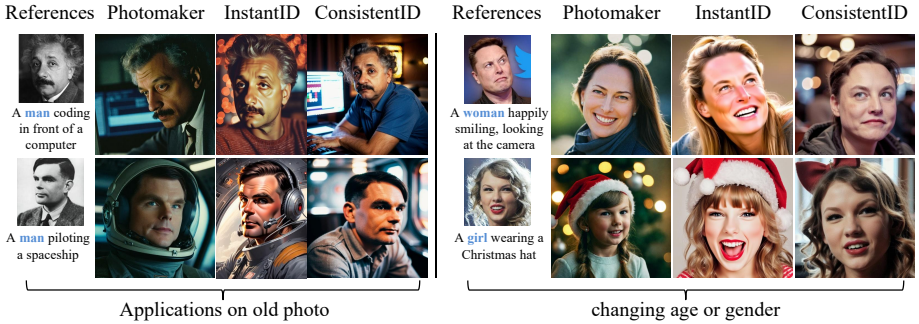 References Photomaker InstantID ConsistentID
A man coding
in front of a
computer
A man piloting
a spaceship
Applications on old photo
References Photomaker InstantID ConsistentID
A woman happily
smiling, looking
at the camera
A girl wearing a
Christmas hat
changing age or gender